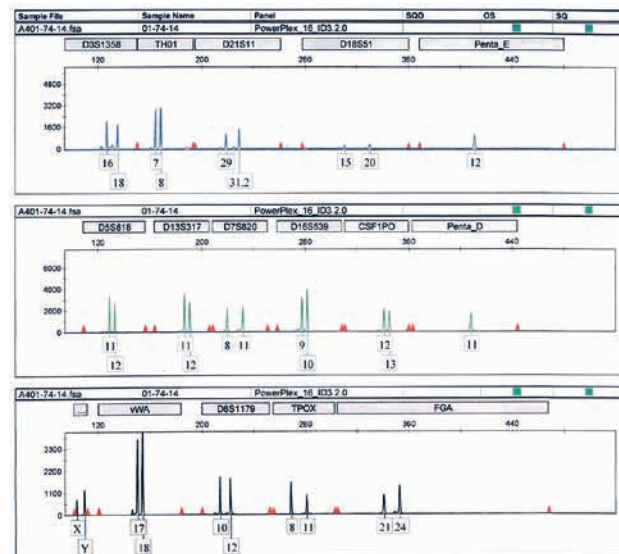 Sample File Sample Name Panel SQO OS SQ
A401-74-14.fsa 01-74-14 PowerPlex_16_ID3.2.0
D3S1358 TH01 D21S11 D18S51 Penta_E
120 200 280 360 440
4800
3200
1600
0
16 7 29 15 20 12
18 8 31.2
A401-74-14.fsa 01-74-14 PowerPlex_16_ID3.2.0
D5S818 D13S317 D7S820 D16S539 CSF1PO Penta_D
120 200 280 360 440
6000
4000
2000
0
11 11 8 11 9 12 11
12 12 10 13
A401-74-14.fsa 01-74-14 PowerPlex_16_ID3.2.0
... vWA D8S1179 TPOX FGA
120 200 280 360 440
3300
2200
1100
0
X 17 10 8 11 21 24
Y 18 12